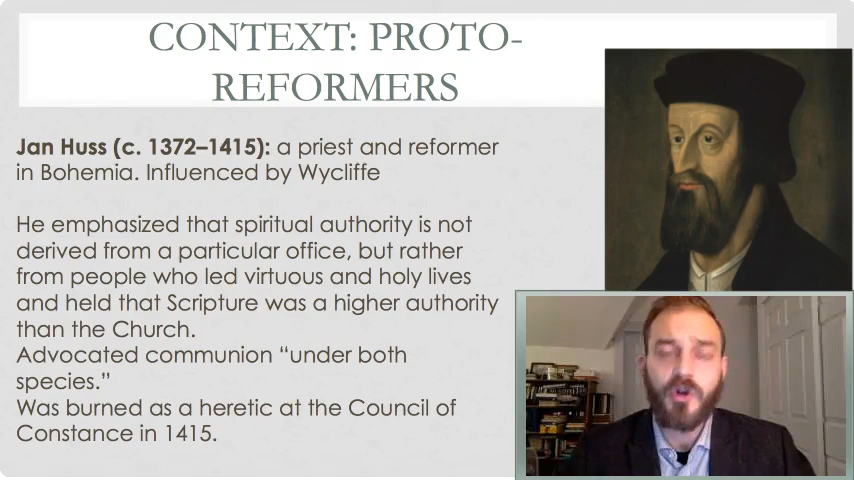 CONTEXT: PROTO-
REFORMERS
Jan Huss (c. 1372–1415): a priest and reformer
in Bohemia. Influenced by Wycliffe
He emphasized that spiritual authority is not
derived from a particular office, but rather
from people who led virtuous and holy lives
and held that Scripture was a higher authority
than the Church.
Advocated communion “under both
species.”
Was burned as a heretic at the Council of
Constance in 1415.